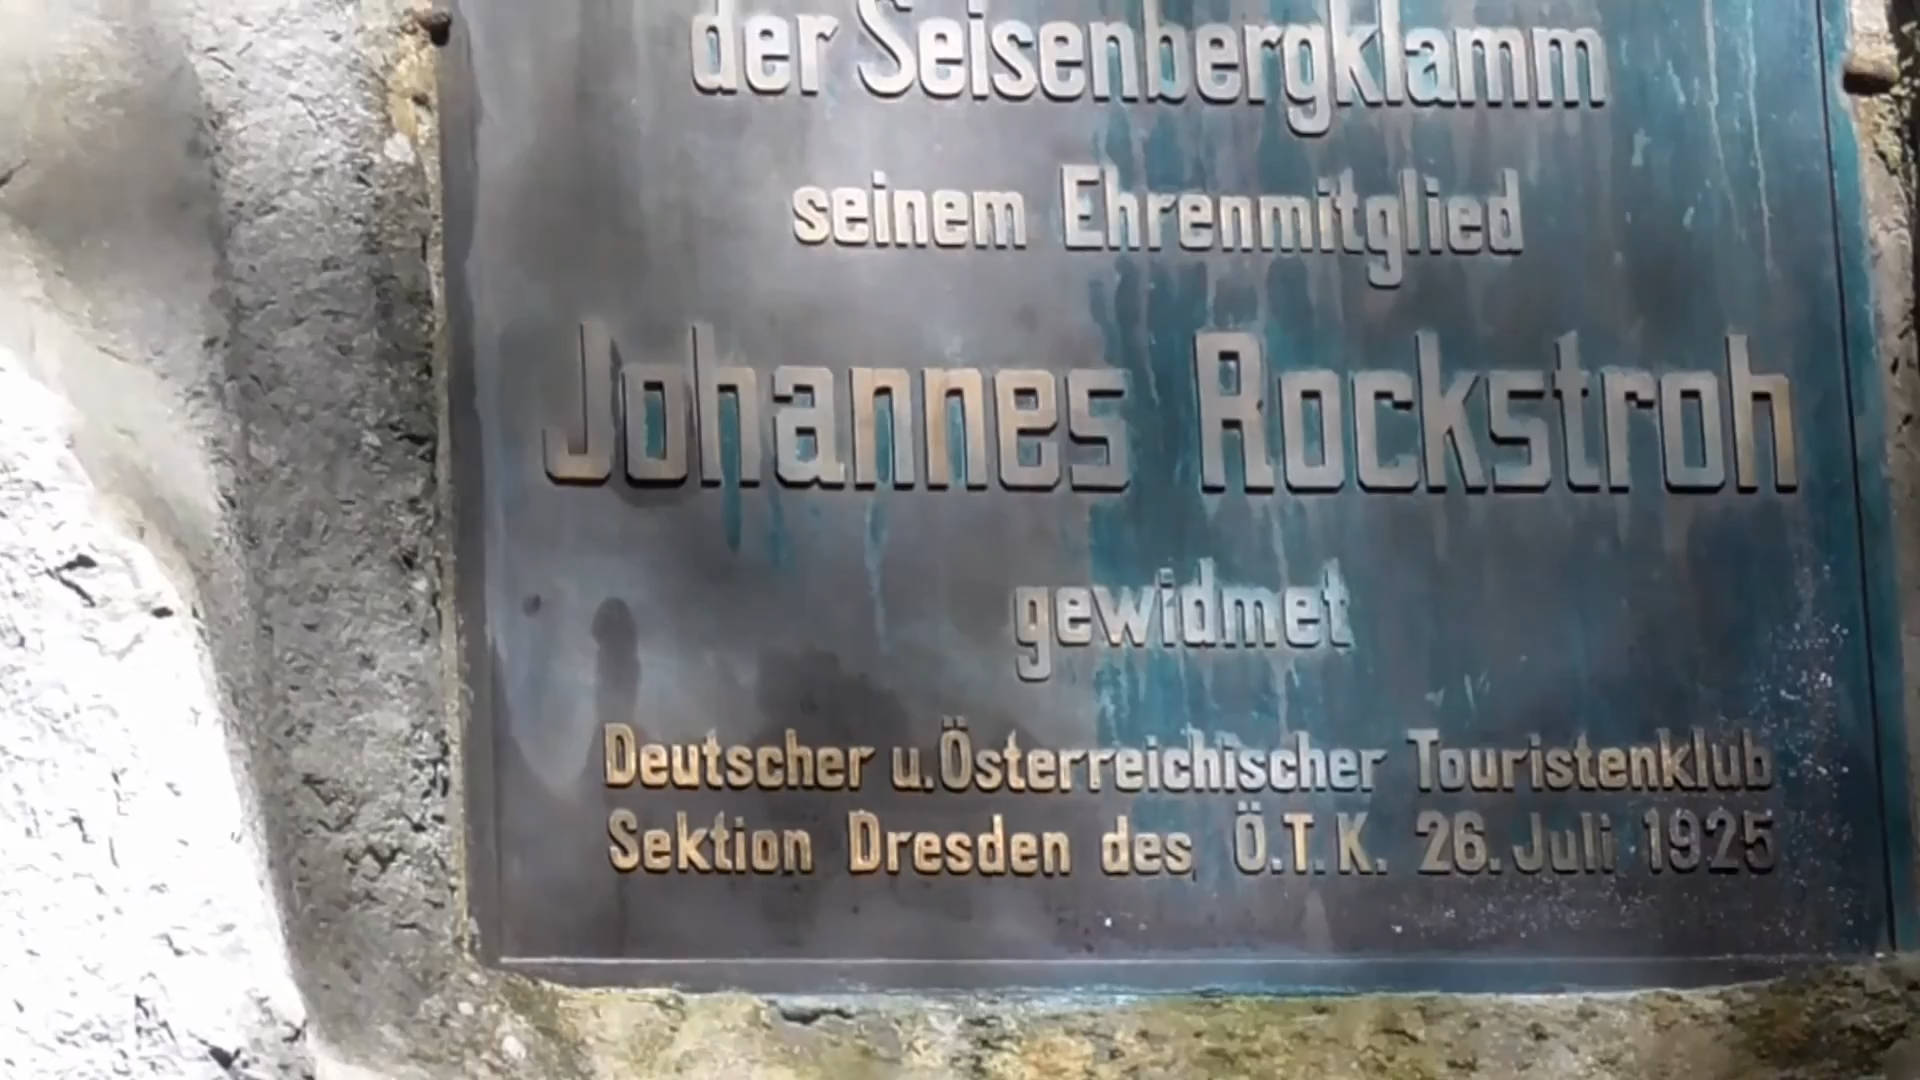 der Seisenbergklamm
seinem Ehrenmitglied
Johannes Rockstroh
gewidmet
Deutscher u. Österreichischer Touristenklub
Sektion Dresden des Ö.T.K. 26. Juli 1925